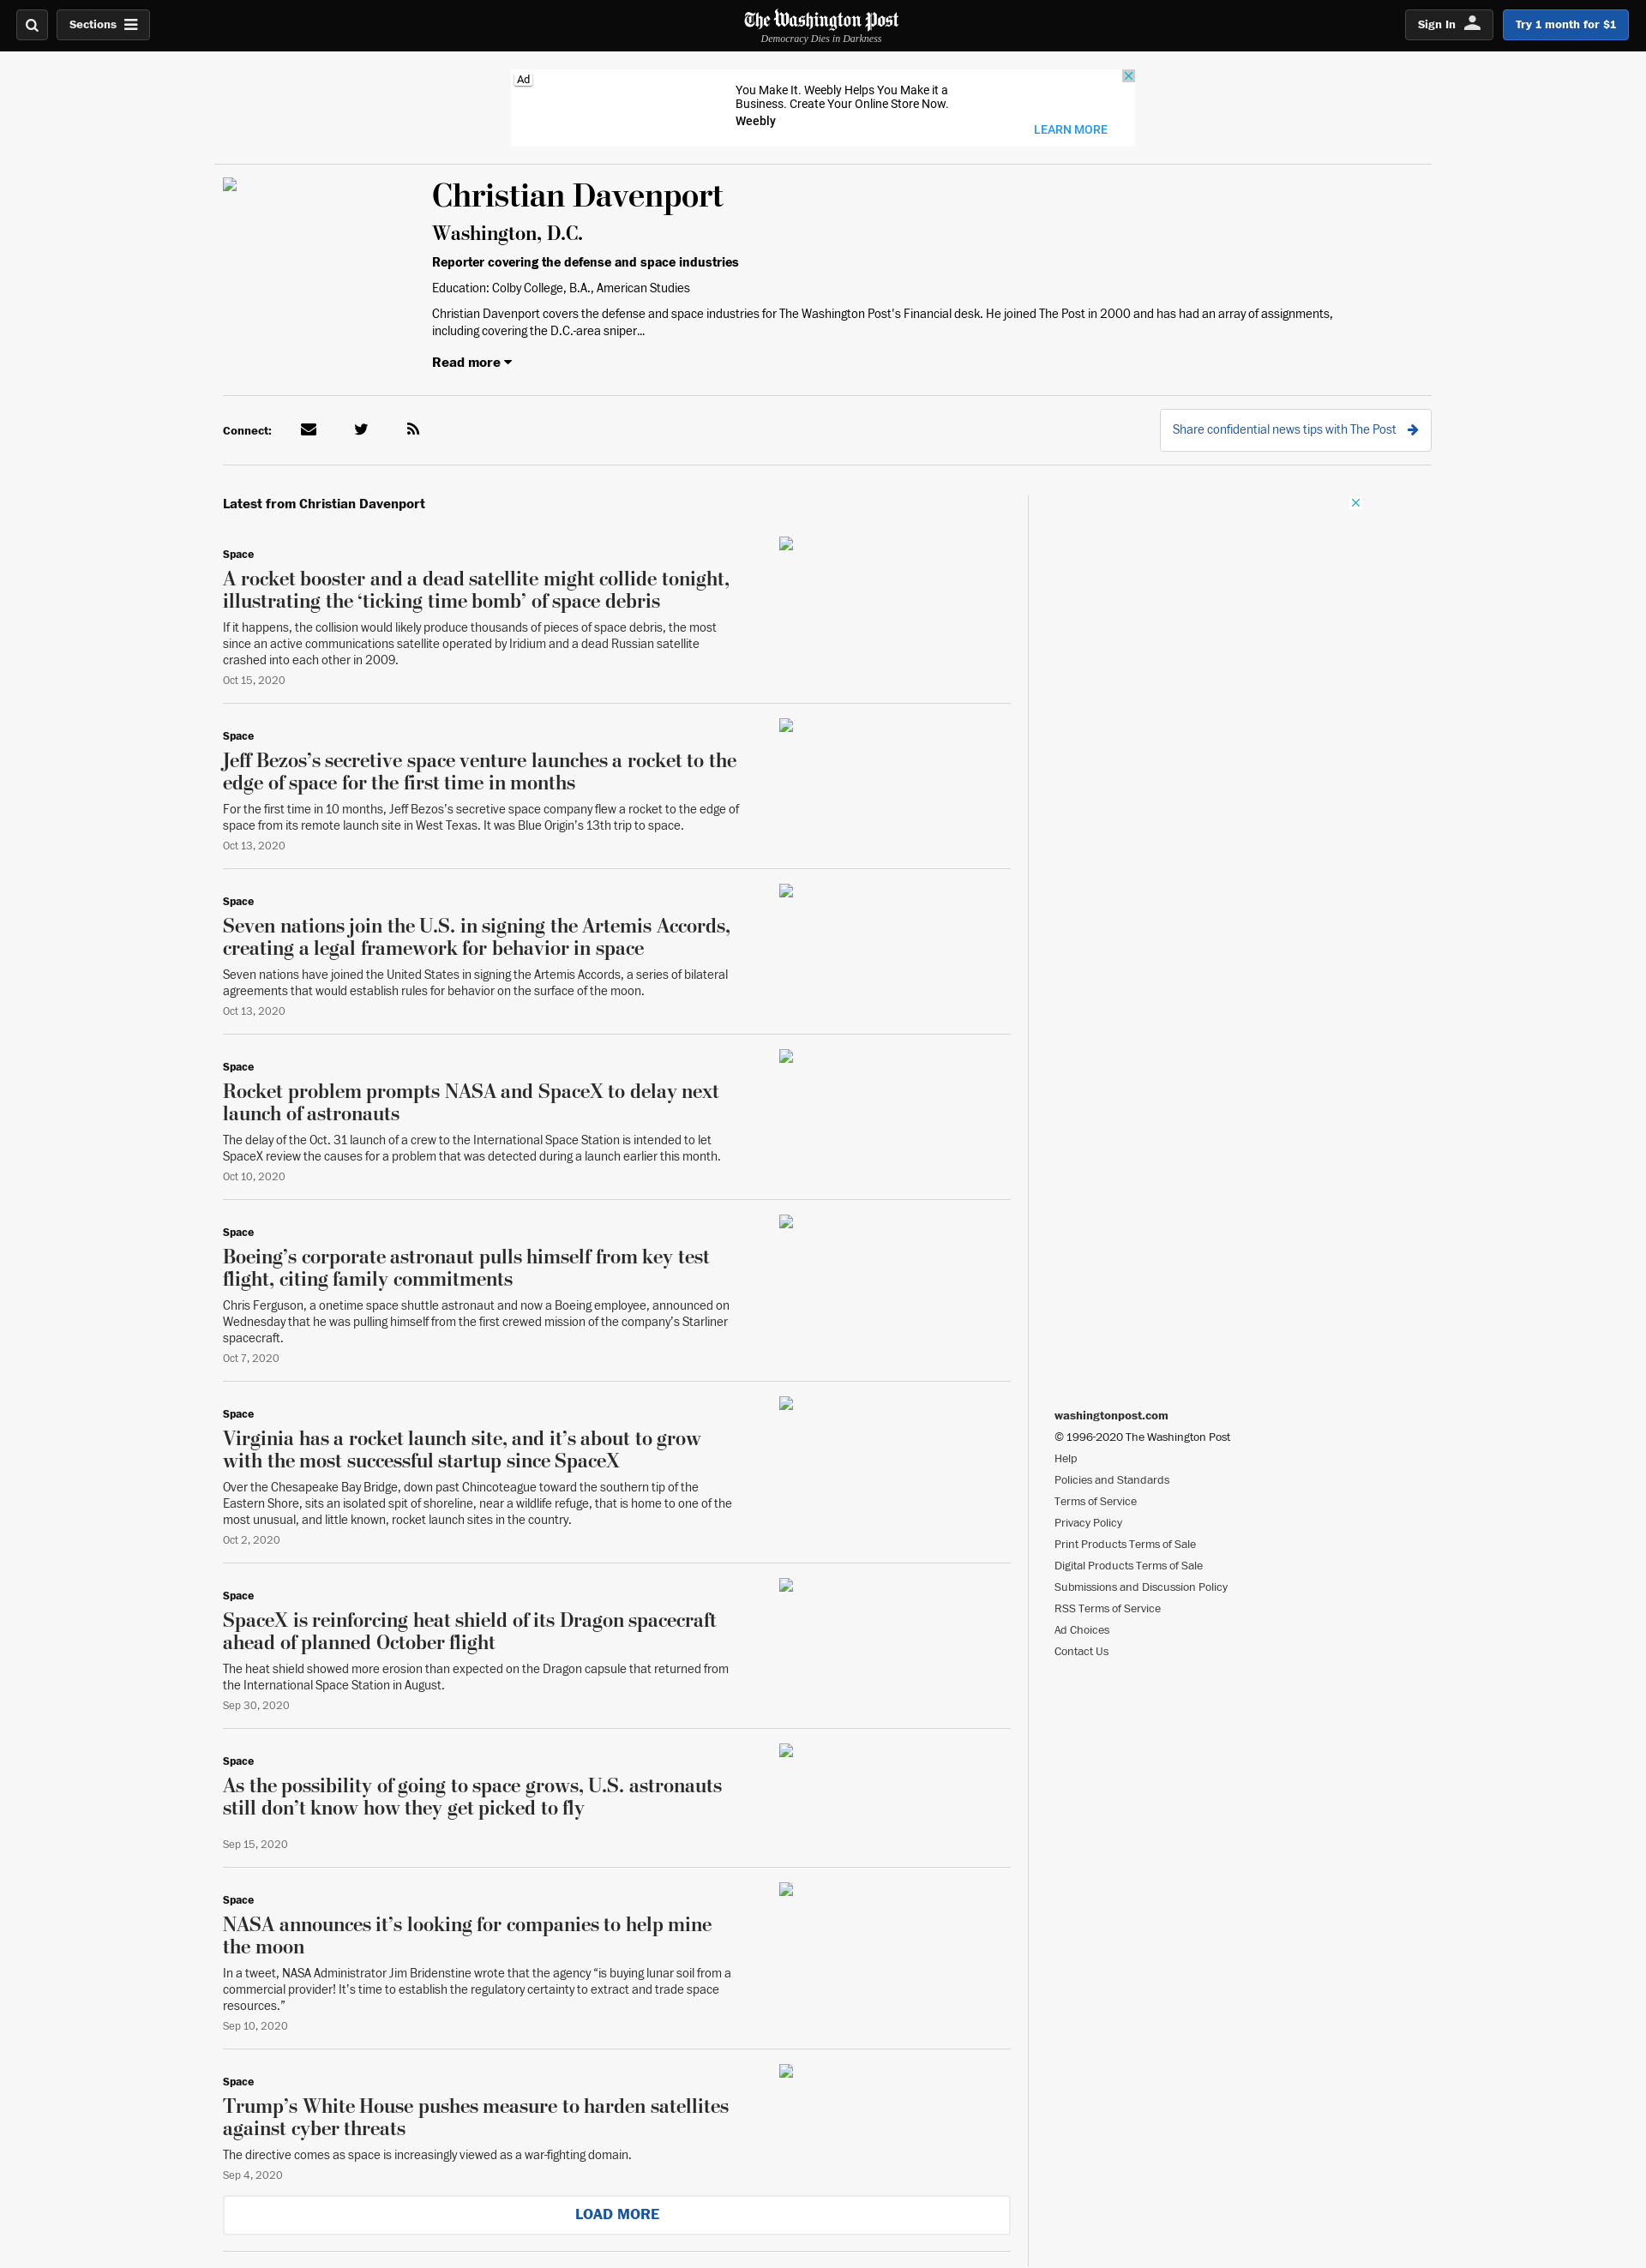 Sections
The Washington Post
Democracy Dies in Darkness
Sign In
Try 1 month for $1
Ad
You Make It. Weebly Helps You Make it a
Business. Create Your Online Store Now.
Weebly
LEARN MORE
Christian Davenport
Washington, D.C.
Reporter covering the defense and space industries
Education: Colby College, B.A., American Studies
Christian Davenport covers the defense and space industries for The Washington Post's Financial desk. He joined The Post in 2000 and has had an array of assignments,
including covering the D.C.-area sniper...
Read more
Connect:
Share confidential news tips with The Post
Latest from Christian Davenport
Space
A rocket booster and a dead satellite might collide tonight,
illustrating the ‘ticking time bomb’ of space debris
If it happens, the collision would likely produce thousands of pieces of space debris, the most
since an active communications satellite operated by Iridium and a dead Russian satellite
crashed into each other in 2009.
Oct 15, 2020
Space
Jeff Bezos’s secretive space venture launches a rocket to the
edge of space for the first time in months
For the first time in 10 months, Jeff Bezos’s secretive space company flew a rocket to the edge of
space from its remote launch site in West Texas. It was Blue Origin’s 13th trip to space.
Oct 13, 2020
Space
Seven nations join the U.S. in signing the Artemis Accords,
creating a legal framework for behavior in space
Seven nations have joined the United States in signing the Artemis Accords, a series of bilateral
agreements that would establish rules for behavior on the surface of the moon.
Oct 13, 2020
Space
Rocket problem prompts NASA and SpaceX to delay next
launch of astronauts
The delay of the Oct. 31 launch of a crew to the International Space Station is intended to let
SpaceX review the causes for a problem that was detected during a launch earlier this month.
Oct 10, 2020
Space
Boeing’s corporate astronaut pulls himself from key test
flight, citing family commitments
Chris Ferguson, a onetime space shuttle astronaut and now a Boeing employee, announced on
Wednesday that he was pulling himself from the first crewed mission of the company’s Starliner
spacecraft.
Oct 7, 2020
Space
Virginia has a rocket launch site, and it’s about to grow
with the most successful startup since SpaceX
Over the Chesapeake Bay Bridge, down past Chincoteague toward the southern tip of the
Eastern Shore, sits an isolated spit of shoreline, near a wildlife refuge, that is home to one of the
most unusual, and little known, rocket launch sites in the country.
Oct 2, 2020
Space
SpaceX is reinforcing heat shield of its Dragon spacecraft
ahead of planned October flight
The heat shield showed more erosion than expected on the Dragon capsule that returned from
the International Space Station in August.
Sep 30, 2020
Space
As the possibility of going to space grows, U.S. astronauts
still don’t know how they get picked to fly
Sep 15, 2020
Space
NASA announces it’s looking for companies to help mine
the moon
In a tweet, NASA Administrator Jim Bridenstine wrote that the agency “is buying lunar soil from a
commercial provider! It’s time to establish the regulatory certainty to extract and trade space
resources.”
Sep 10, 2020
Space
Trump’s White House pushes measure to harden satellites
against cyber threats
The directive comes as space is increasingly viewed as a war-fighting domain.
Sep 4, 2020
LOAD MORE
washingtonpost.com
© 1996-2020 The Washington Post
Help
Policies and Standards
Terms of Service
Privacy Policy
Print Products Terms of Sale
Digital Products Terms of Sale
Submissions and Discussion Policy
RSS Terms of Service
Ad Choices
Contact Us